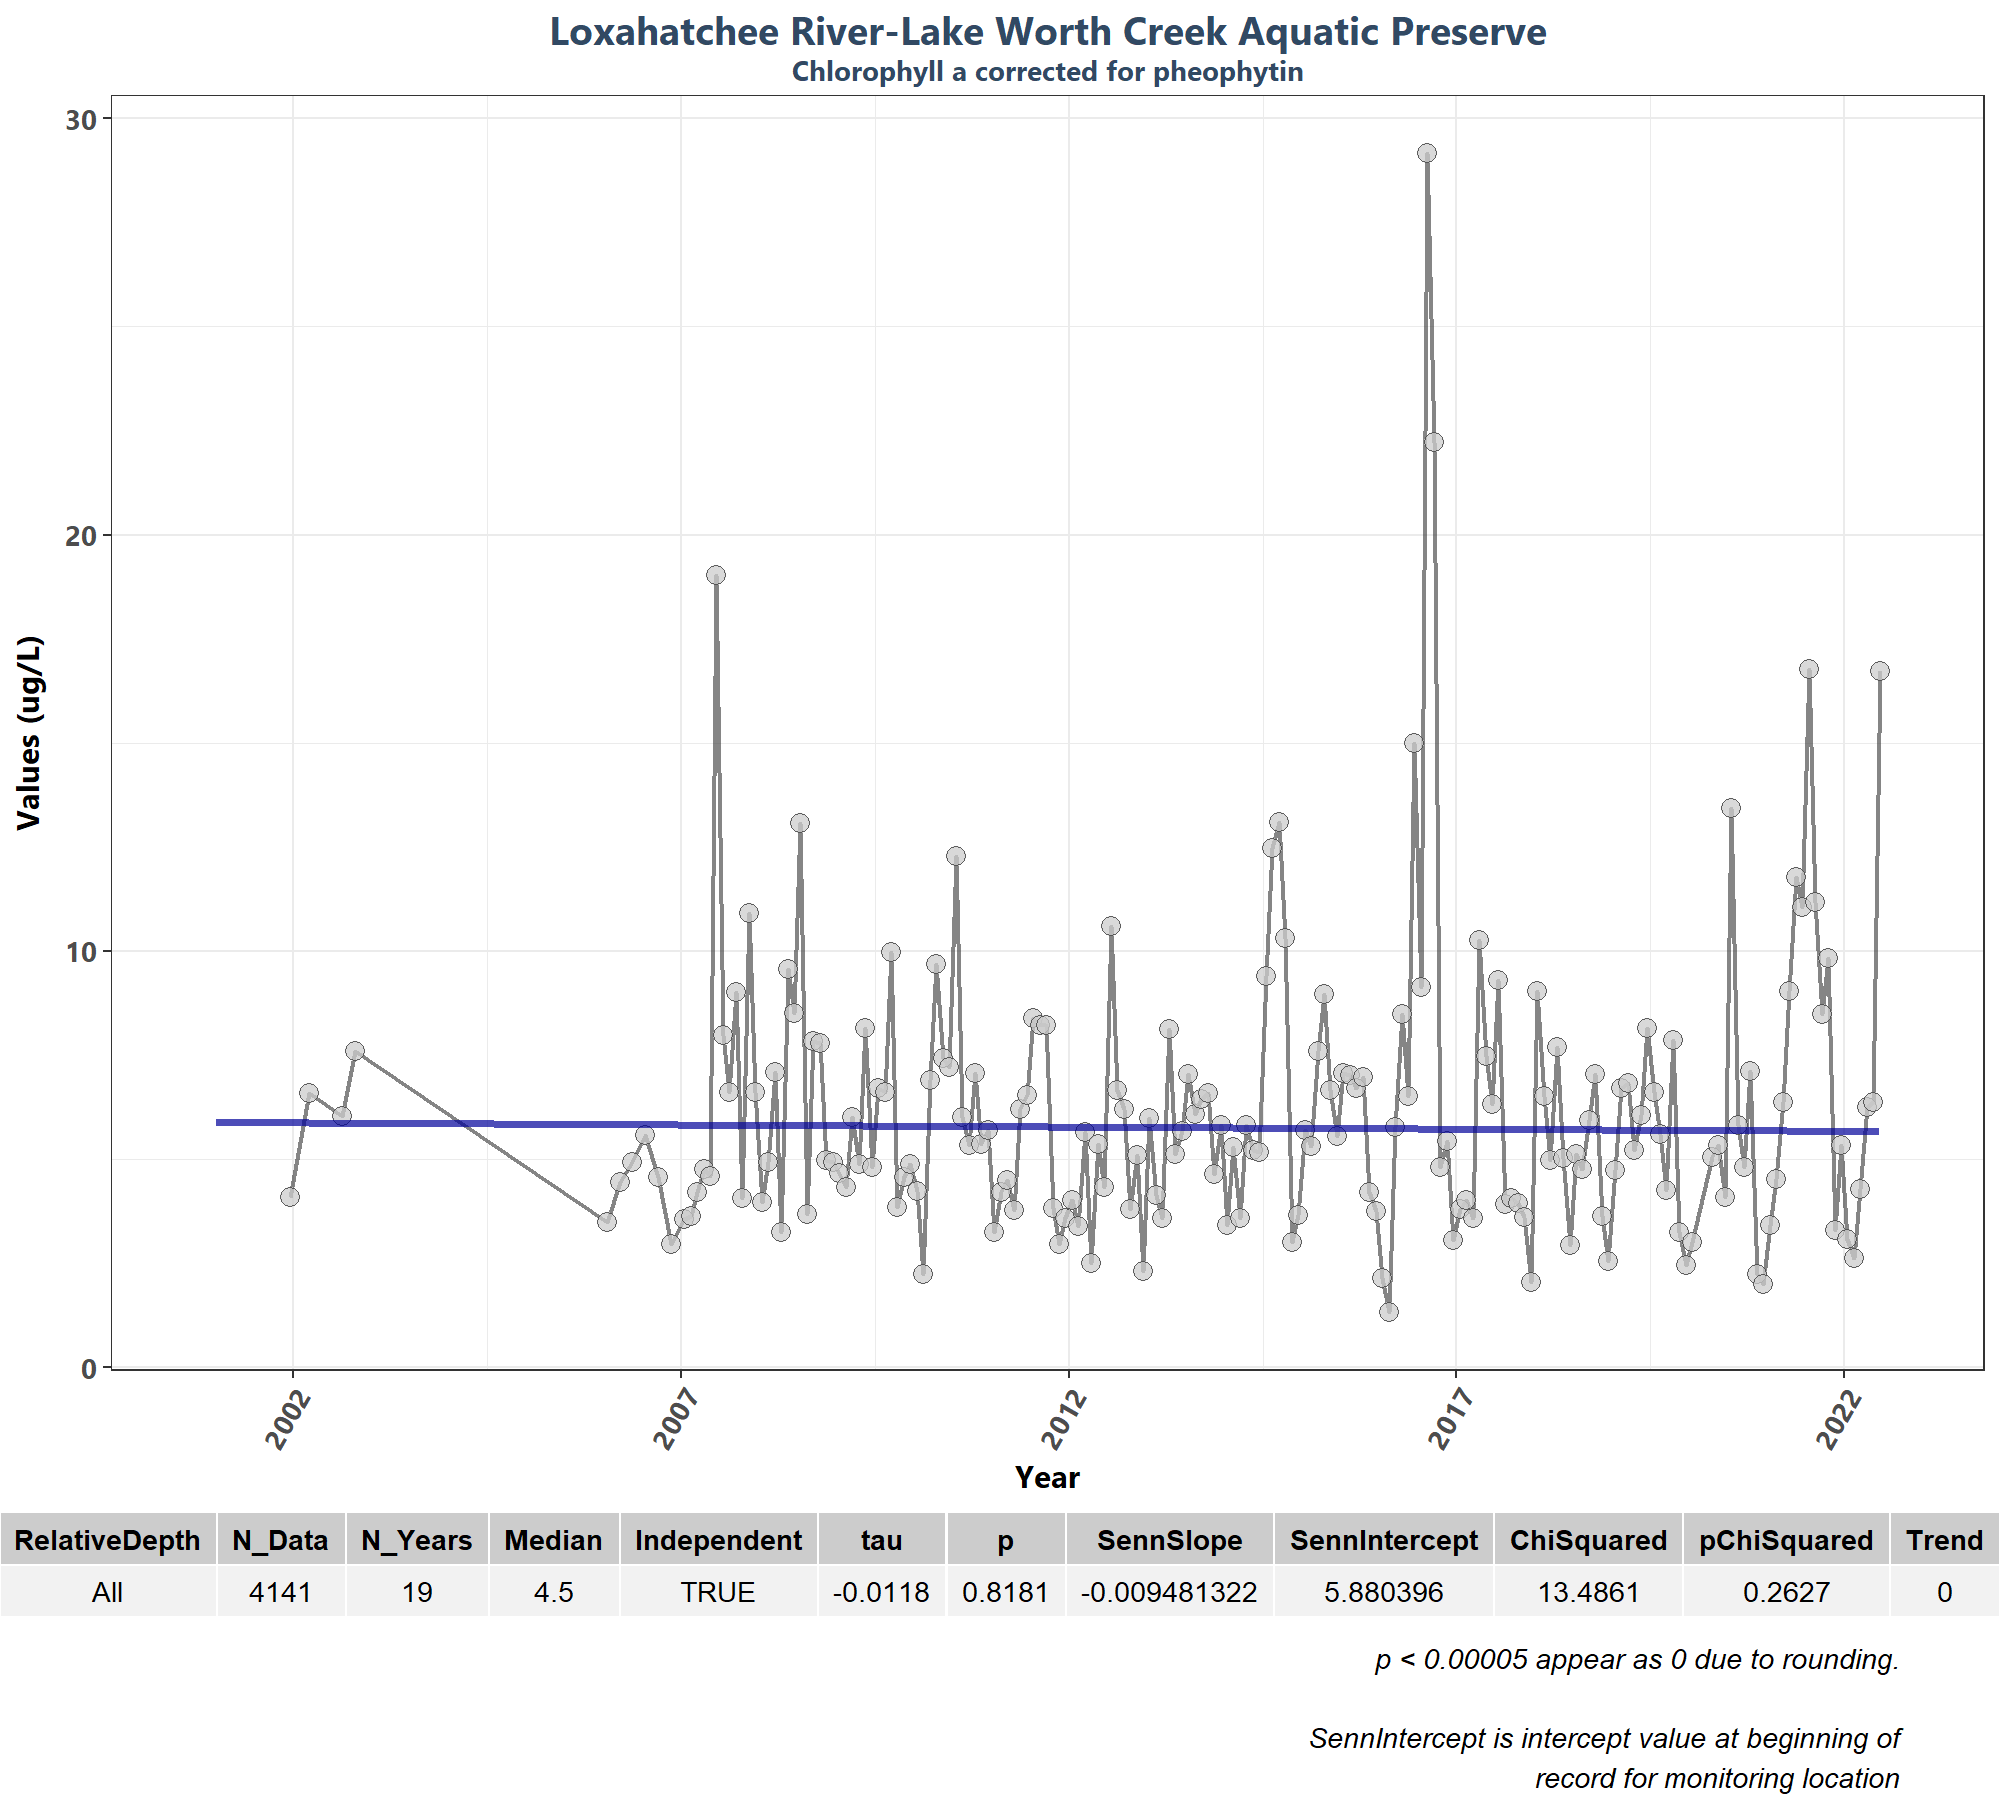 Loxahatchee River-Lake Worth Creek Aquatic Preserve
Chlorophyll a corrected for pheophytin
30
20
10
0
Values (ug/L)
2002 2007 2012 2017 2022
Year
RelativeDepth N_Data N_Years Median Independent tau p SennSlope SennIntercept ChiSquared pChiSquared Trend
All 4141 19 4.5 TRUE -0.0118 0.8181 -0.009481322 5.880396 13.4861 0.2627 0
p < 0.00005 appear as 0 due to rounding.
SennIntercept is intercept value at beginning of
record for monitoring location